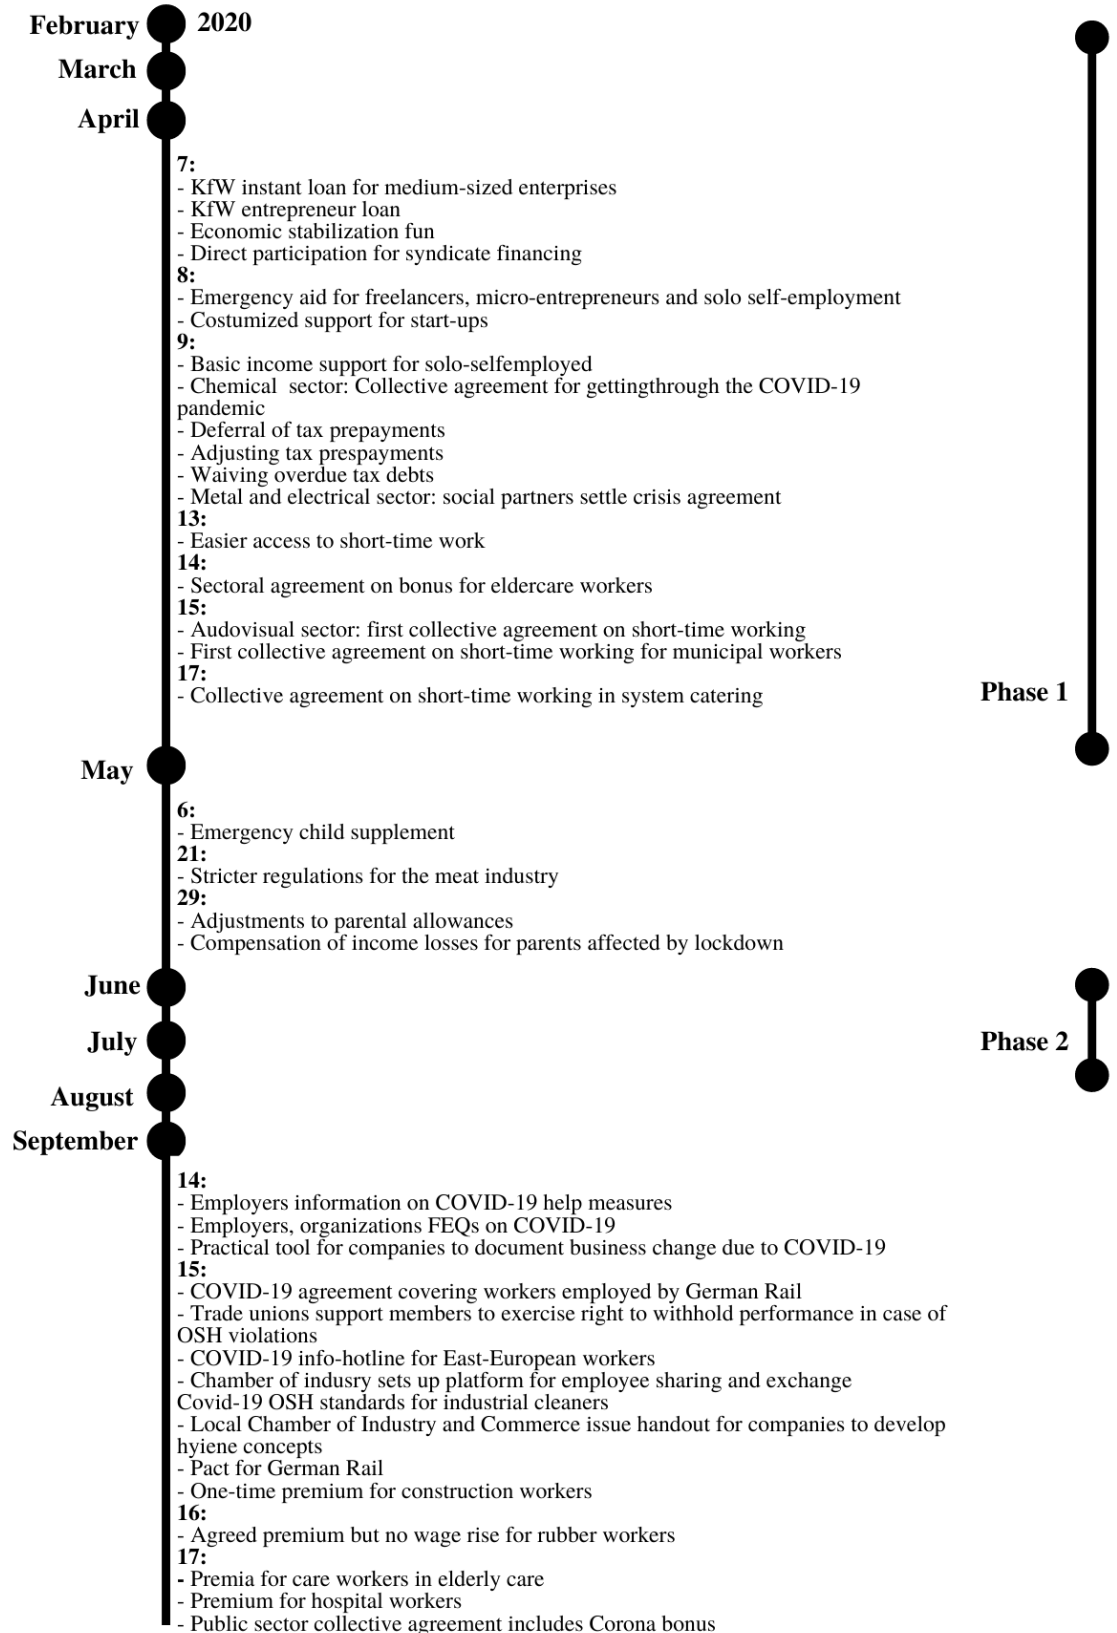 February 2020
March
April
7:
- KfW instant loan for medium-sized enterprises
- KfW entrepreneur loan
- Economic stabilization fun
- Direct participation for syndicate financing
8:
- Emergency aid for freelancers, micro-entrepreneurs and solo self-employment
- Costumized support for start-ups
9:
- Basic income support for solo-selfemployed
- Chemical  sector: Collective agreement for gettingthrough the COVID-19
pandemic
- Deferral of tax prepayments
- Adjusting tax prespayments
- Waiving overdue tax debts
- Metal and electrical sector: social partners settle crisis agreement
13:
- Easier access to short-time work
14:
- Sectoral agreement on bonus for eldercare workers
15:
- Audovisual sector: first collective agreement on short-time working
- First collective agreement on short-time working for municipal workers
17:
- Collective agreement on short-time working in system catering
Phase 1
May
6:
- Emergency child supplement
21:
- Stricter regulations for the meat industry
29:
- Adjustments to parental allowances
- Compensation of income losses for parents affected by lockdown
June
July
Phase 2
August
September
14:
- Employers information on COVID-19 help measures
- Employers, organizations FEQs on COVID-19
- Practical tool for companies to document business change due to COVID-19
15:
- COVID-19 agreement covering workers employed by German Rail
- Trade unions support members to exercise right to withhold performance in case of
OSH violations
- COVID-19 info-hotline for East-European workers
- Chamber of indusry sets up platform for employee sharing and exchange
Covid-19 OSH standards for industrial cleaners
- Local Chamber of Industry and Commerce issue handout for companies to develop
hyiene concepts
- Pact for German Rail
- One-time premium for construction workers
16:
- Agreed premium but no wage rise for rubber workers
17:
- Premia for care workers in elderly care
- Premium for hospital workers
- Public sector collective agreement includes Corona bonus